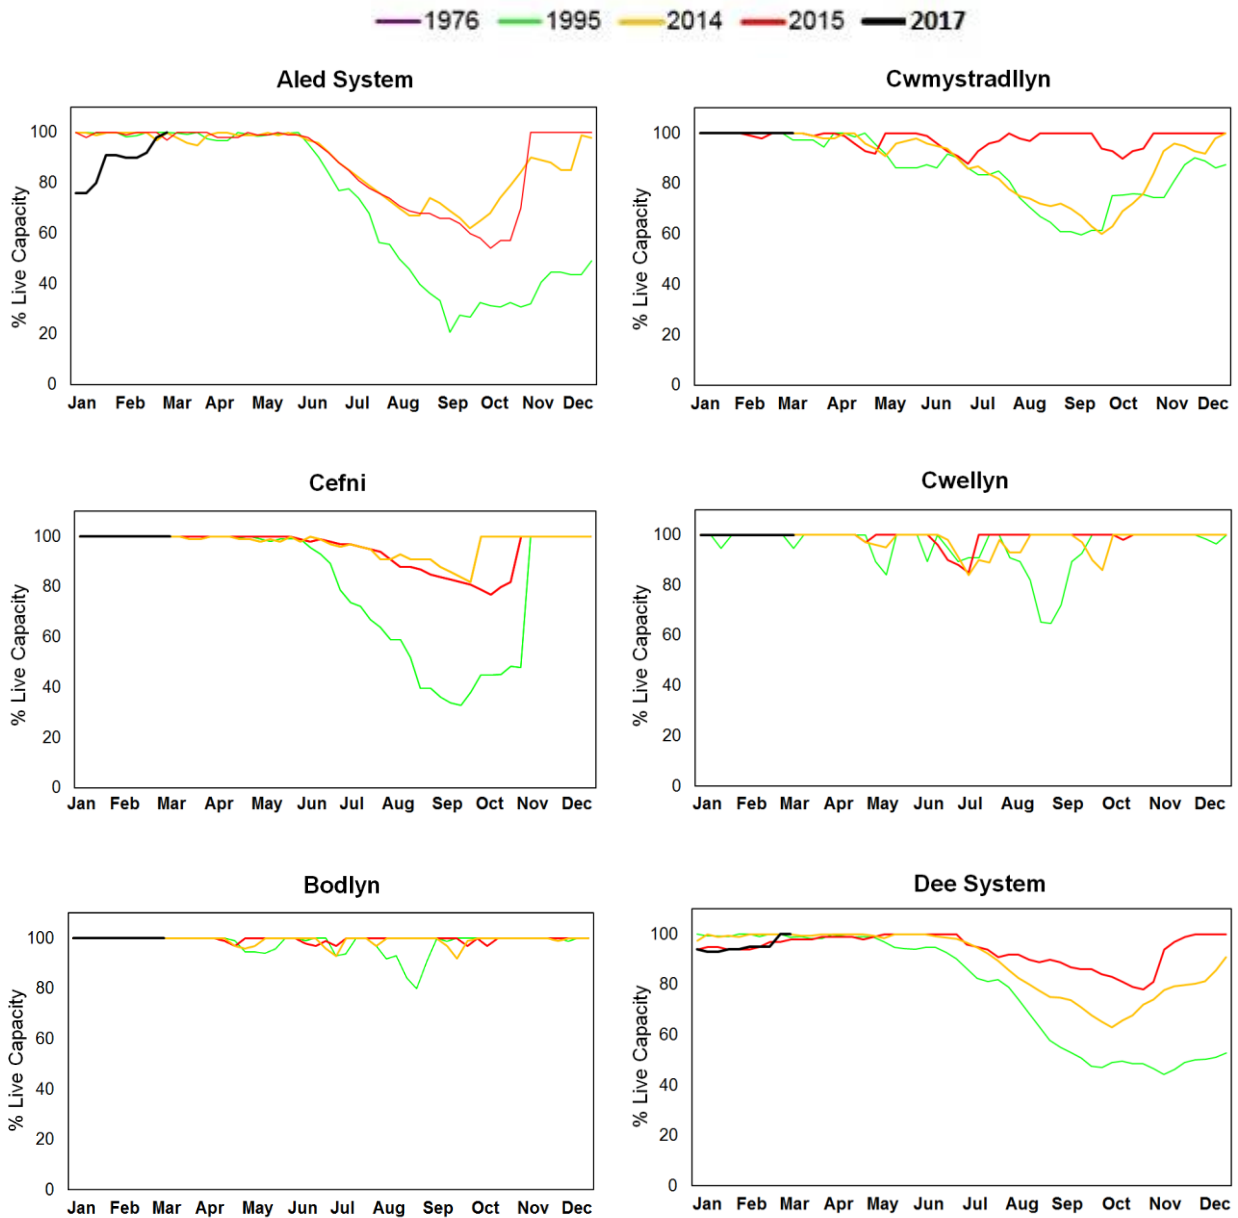 1976 1995 2014 2015 2017
Aled System
% Live Capacity
100
80
60
40
20
0
Jan Feb Mar Apr May Jun Jul Aug Sep Oct Nov Dec
Cwmystradllyn
% Live Capacity
100
80
60
40
20
0
Jan Feb Mar Apr May Jun Jul Aug Sep Oct Nov Dec
Cefni
% Live Capacity
100
80
60
40
20
0
Jan Feb Mar Apr May Jun Jul Aug Sep Oct Nov Dec
Cwellyn
% Live Capacity
100
80
60
40
20
0
Jan Feb Mar Apr May Jun Jul Aug Sep Oct Nov Dec
Bodlyn
% Live Capacity
100
80
60
40
20
0
Jan Feb Mar Apr May Jun Jul Aug Sep Oct Nov Dec
Dee System
% Live Capacity
100
80
60
40
20
0
Jan Feb Mar Apr May Jun Jul Aug Sep Oct Nov Dec